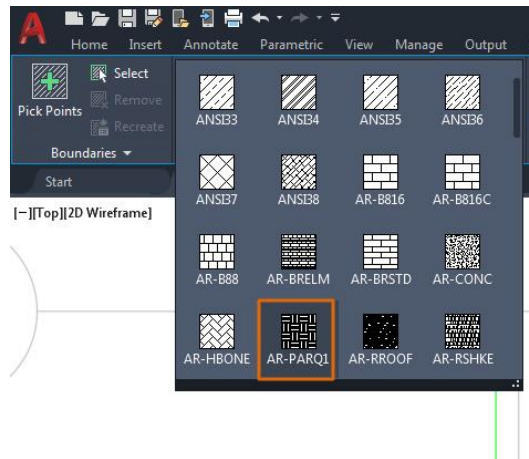 Home Insert Annotate Parametric View Manage Output
Pick Points
Select
Remove
Recreate
Boundaries
Start
[−][Top][2D Wireframe]
ANSI33 ANSI34 ANSI35 ANSI36
ANSI37 ANSI38 AR-B816 AR-B816C
AR-B88 AR-BRELM AR-BRSTD AR-CONC
AR-HBONE AR-PARQ1 AR-RROOF AR-RSHKE